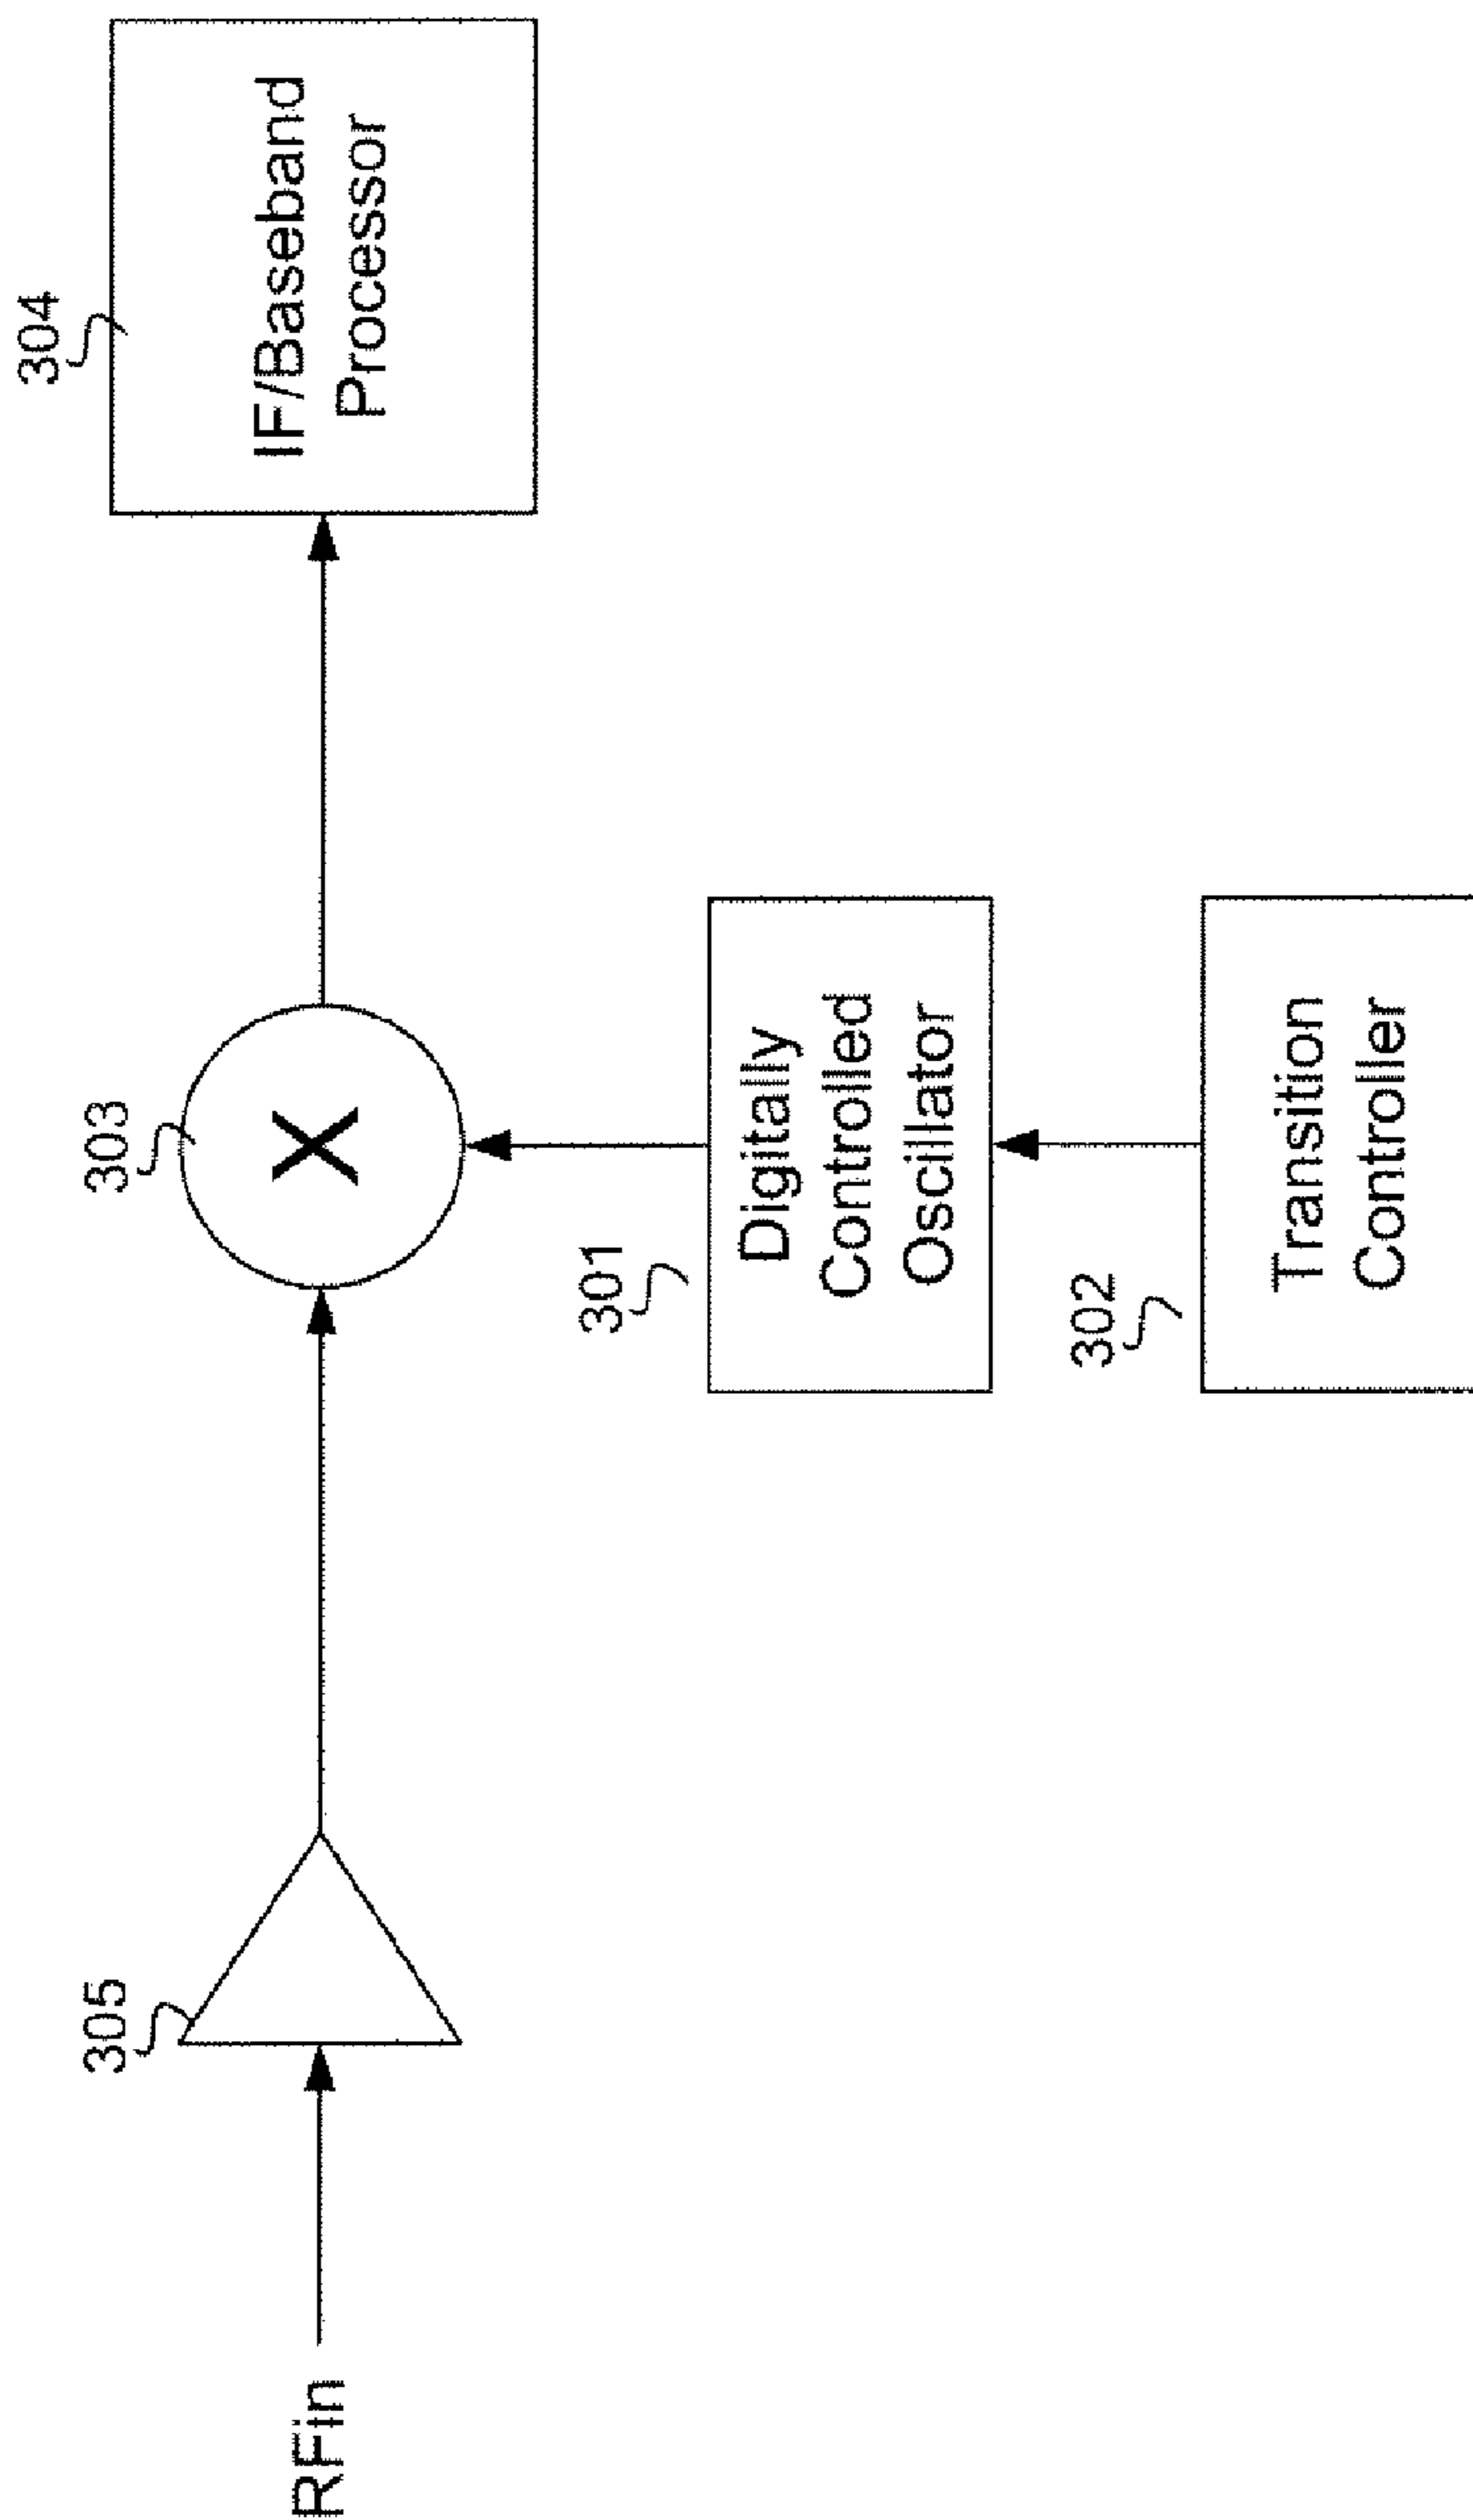 304
IF/Baseband
Processor
303
301
Digitally
Controlled
Oscillator
302
Transition
Controller
305
RFin
X